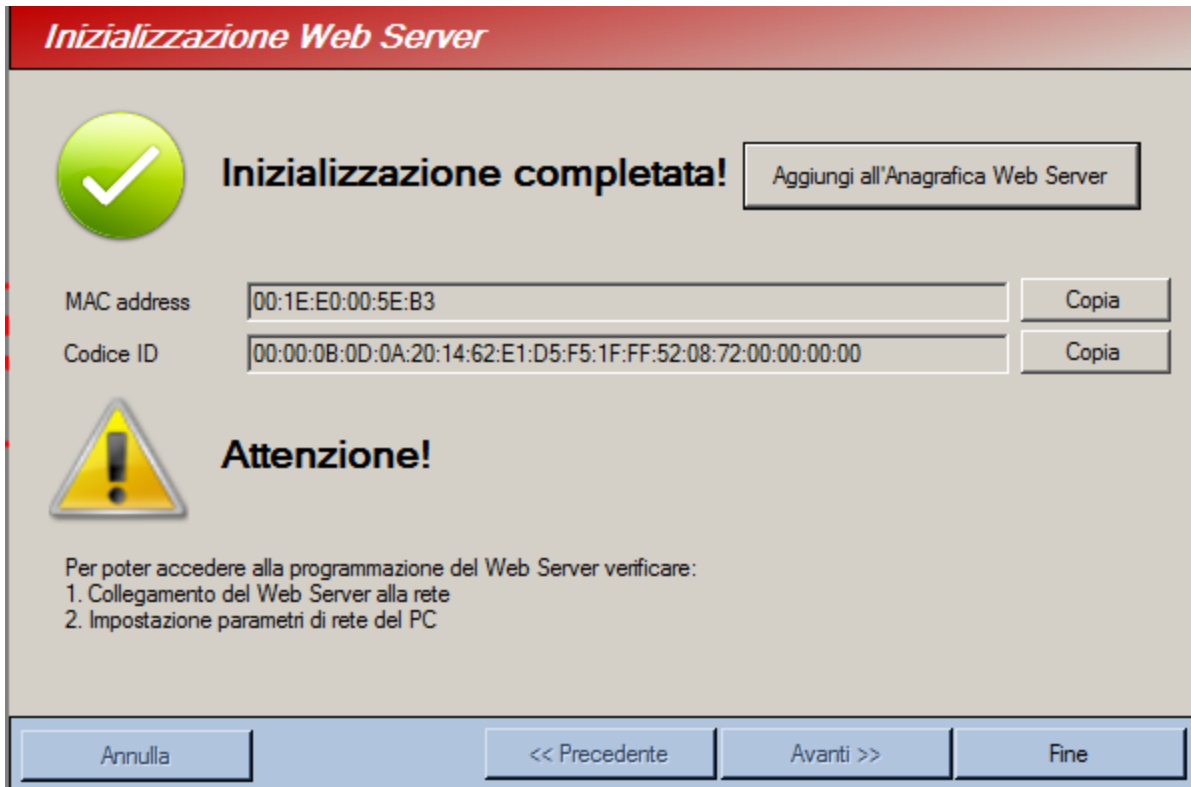 Inizializzazione Web Server
Inizializzazione completata!
Aggiungi all'Anagrafica Web Server
MAC address
00:1E:E0:00:5E:B3
Copia
Codice ID
00:00:0B:0D:0A:20:14:62:E1:D5:F5:1F:FF:52:08:72:00:00:00:00
Copia
Attenzione!
Per poter accedere alla programmazione del Web Server verificare:
1. Collegamento del Web Server alla rete
2. Impostazione parametri di rete del PC
Annulla
<< Precedente
Avanti >>
Fine